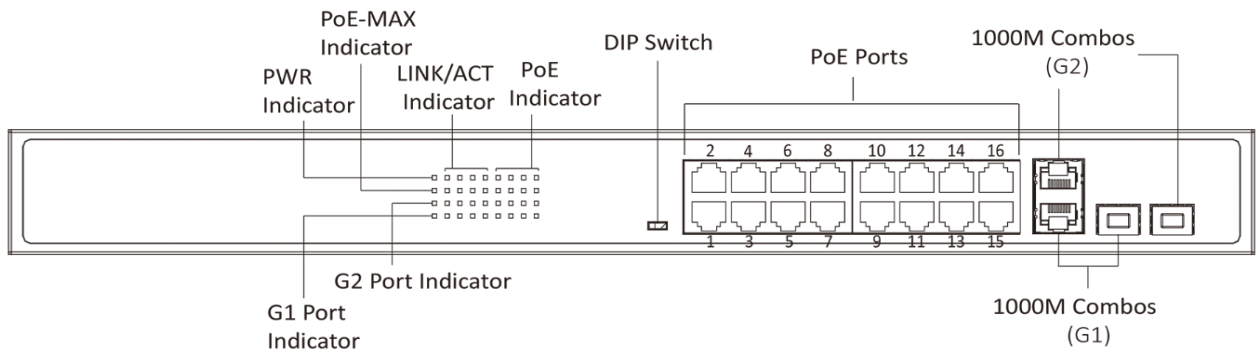 PoE-MAX
Indicator
PWR
Indicator
LINK/ACT
Indicator
PoE
Indicator
DIP Switch
PoE Ports
1000M Combos
(G2)
2 4 6 8 10 12 14 16
1 3 5 7 9 11 13 15
G2 Port Indicator
G1 Port
Indicator
1000M Combos
(G1)